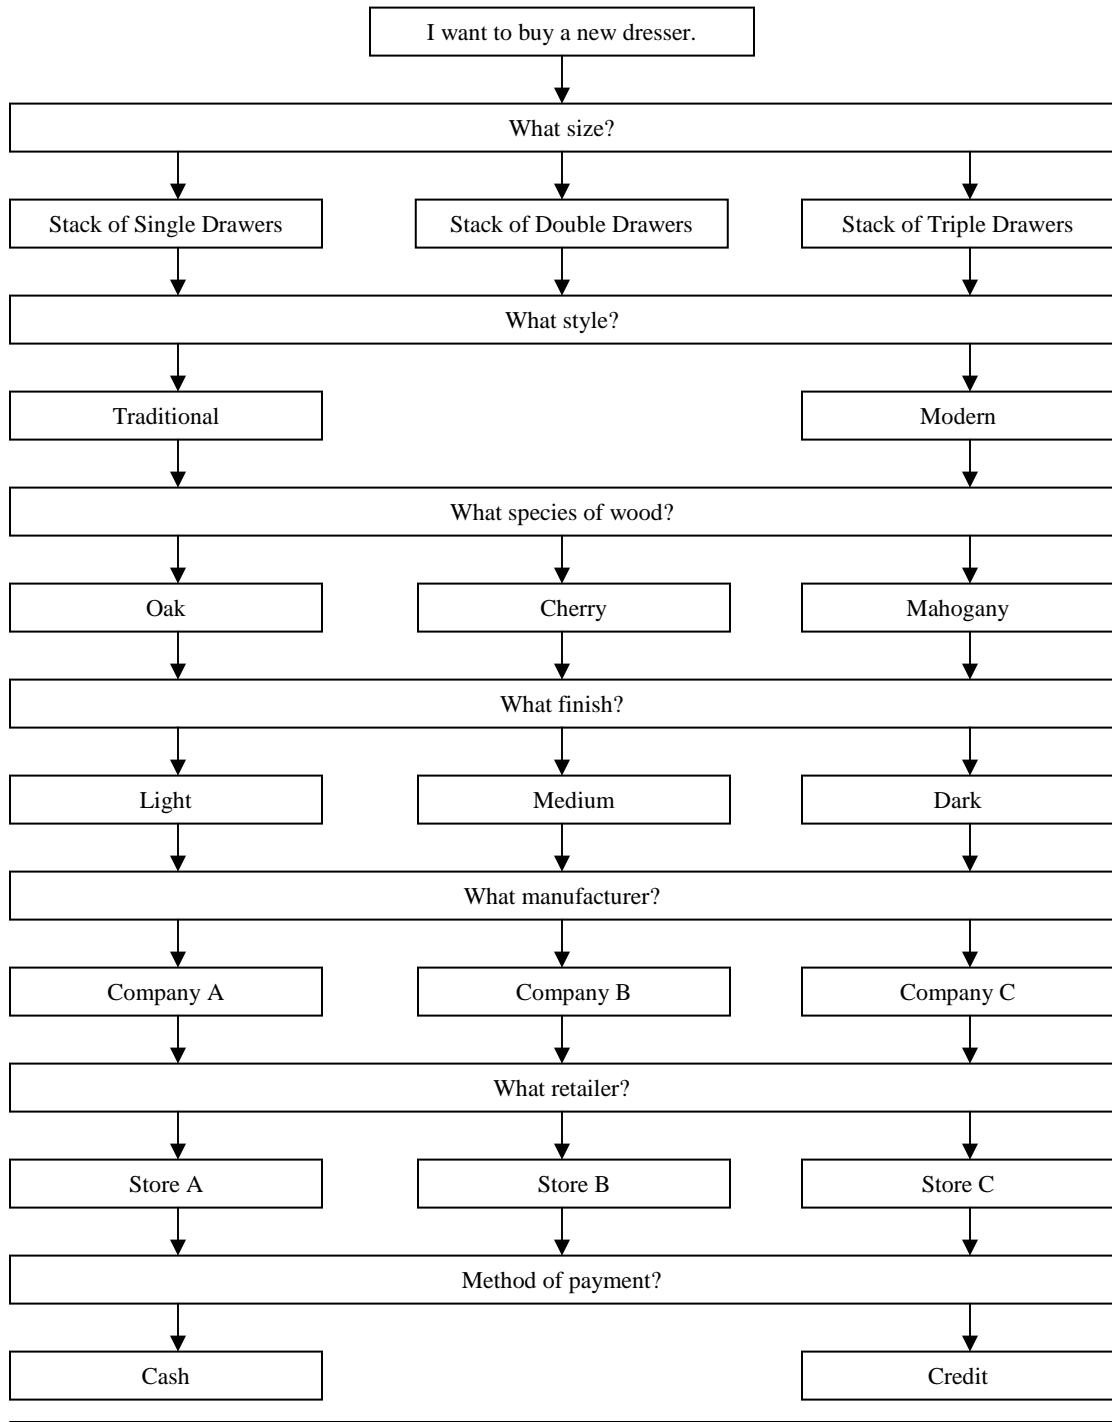 I want to buy a new dresser.
What size?
Stack of Single Drawers
Stack of Double Drawers
Stack of Triple Drawers
What style?
Traditional
Modern
What species of wood?
Oak
Cherry
Mahogany
What finish?
Light
Medium
Dark
What manufacturer?
Company A
Company B
Company C
What retailer?
Store A
Store B
Store C
Method of payment?
Cash
Credit